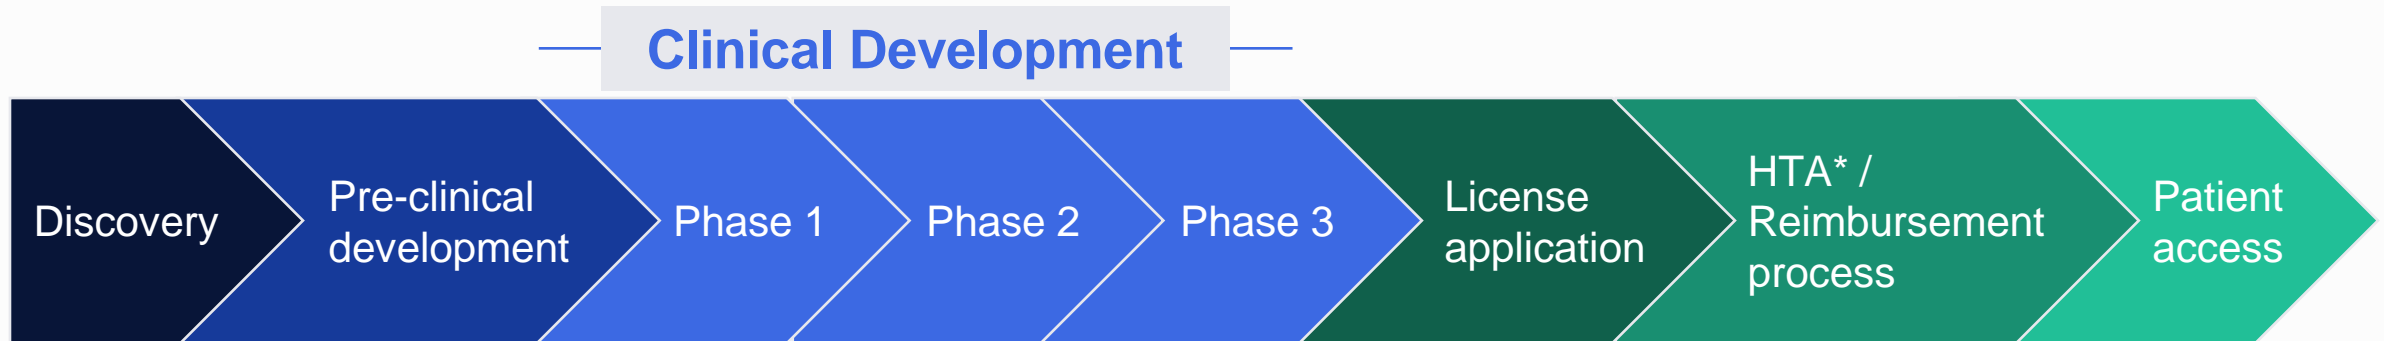 Clinical Development
Discovery
Pre-clinical
development
Phase 1
Phase 2
Phase 3
License
application
HTA* /
Reimbursement
process
Patient
access